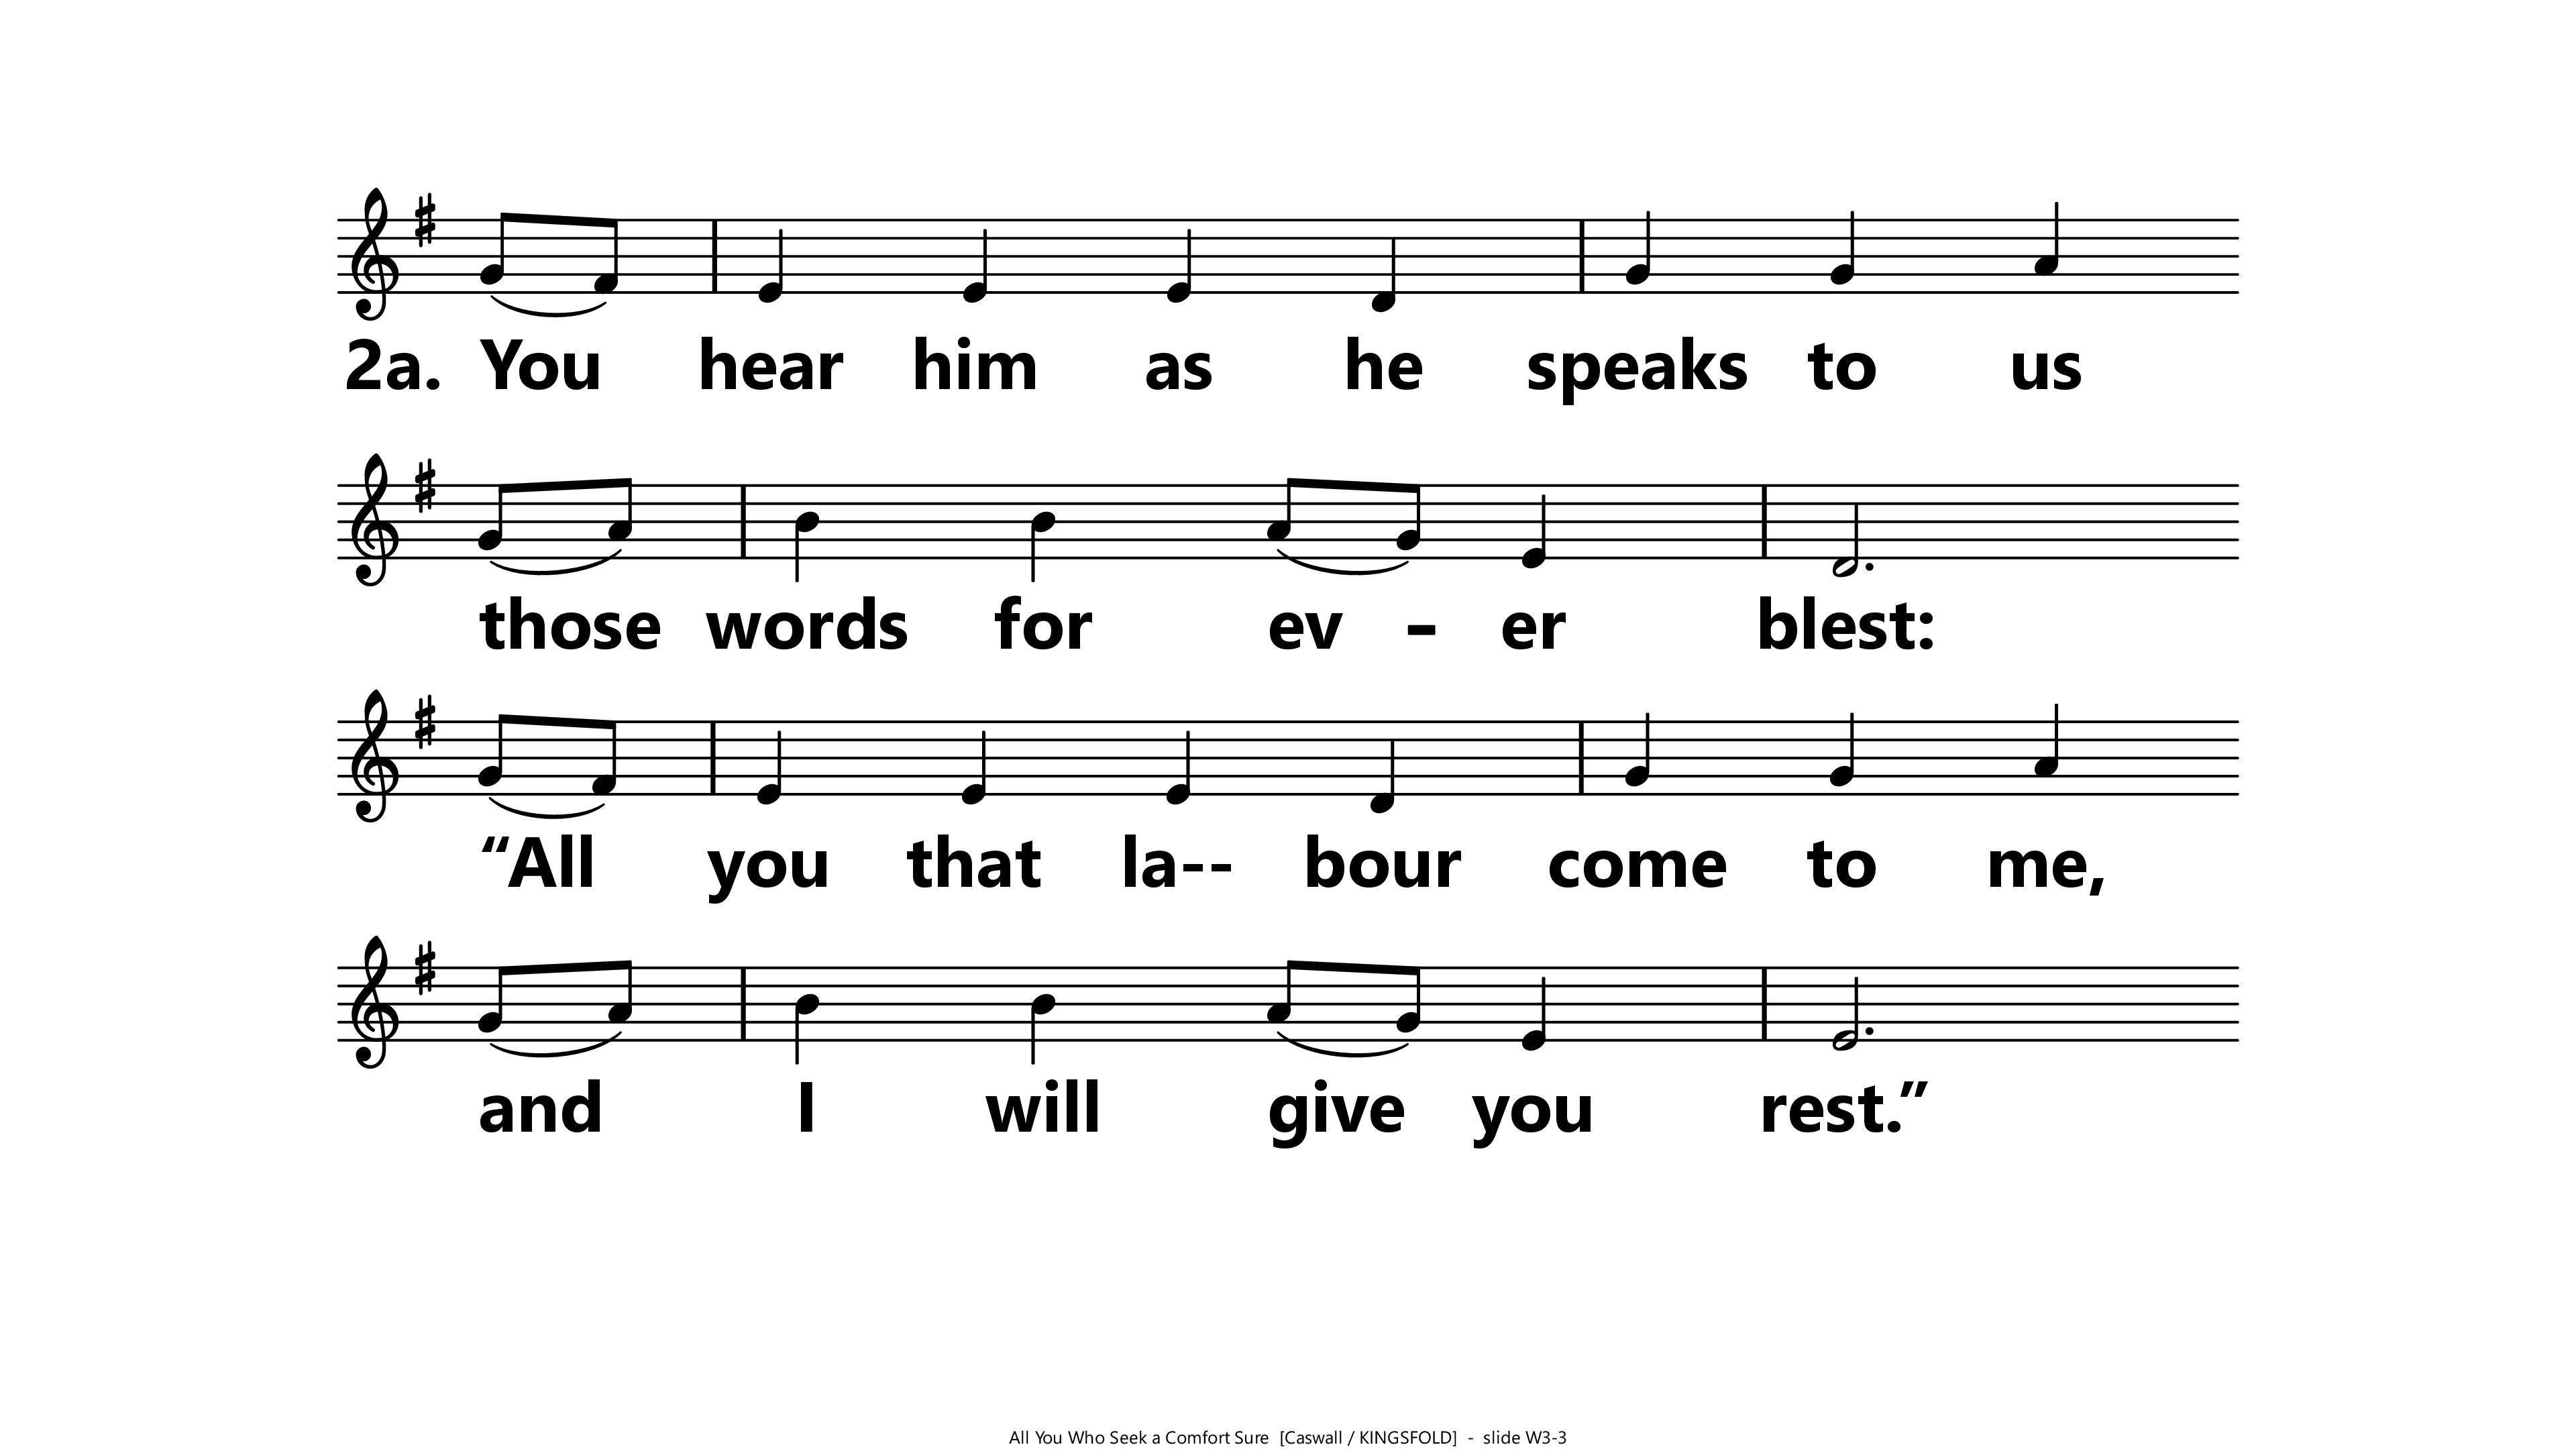 2a. You hear him as he speaks to us
those words for ev - er blest:
“All you that la-- bour come to me,
and I will give you rest.”
All You Who Seek a Comfort Sure [Caswall / KINGSFOLD] - slide W3-3